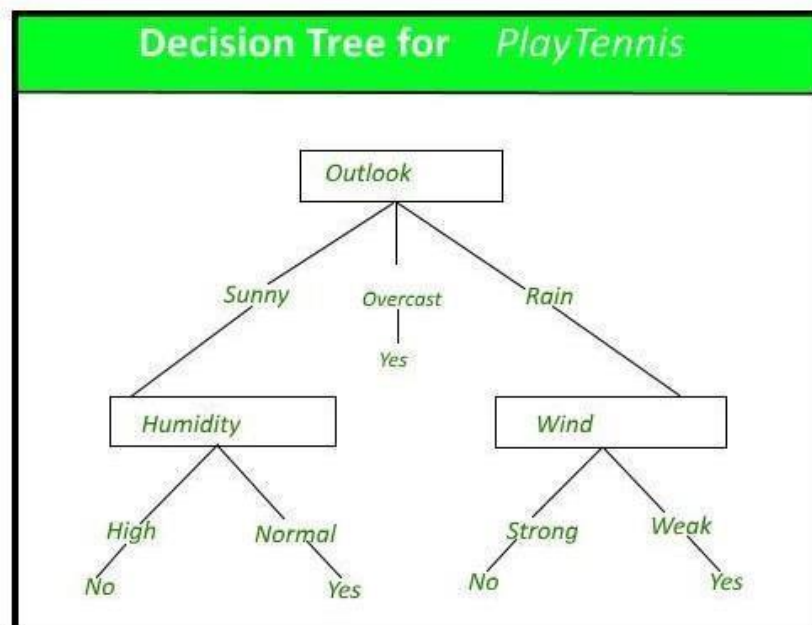 Decision Tree for PlayTennis
Outlook
Sunny Overcast Rain
Yes
Humidity Wind
High Normal Strong Weak
No Yes No Yes